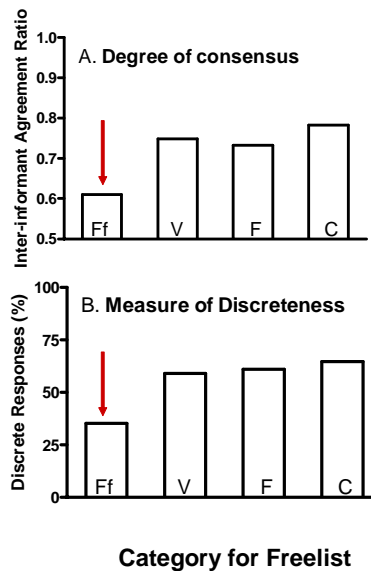 A. Degree of consensus
Inter-informant Agreement Ratio
1.0
0.9
0.8
0.7
0.6
0.5
Ff V F C
B. Measure of Discreteness
Discrete Responses (%)
100
75
50
25
0
Ff V F C
Category for Freelist